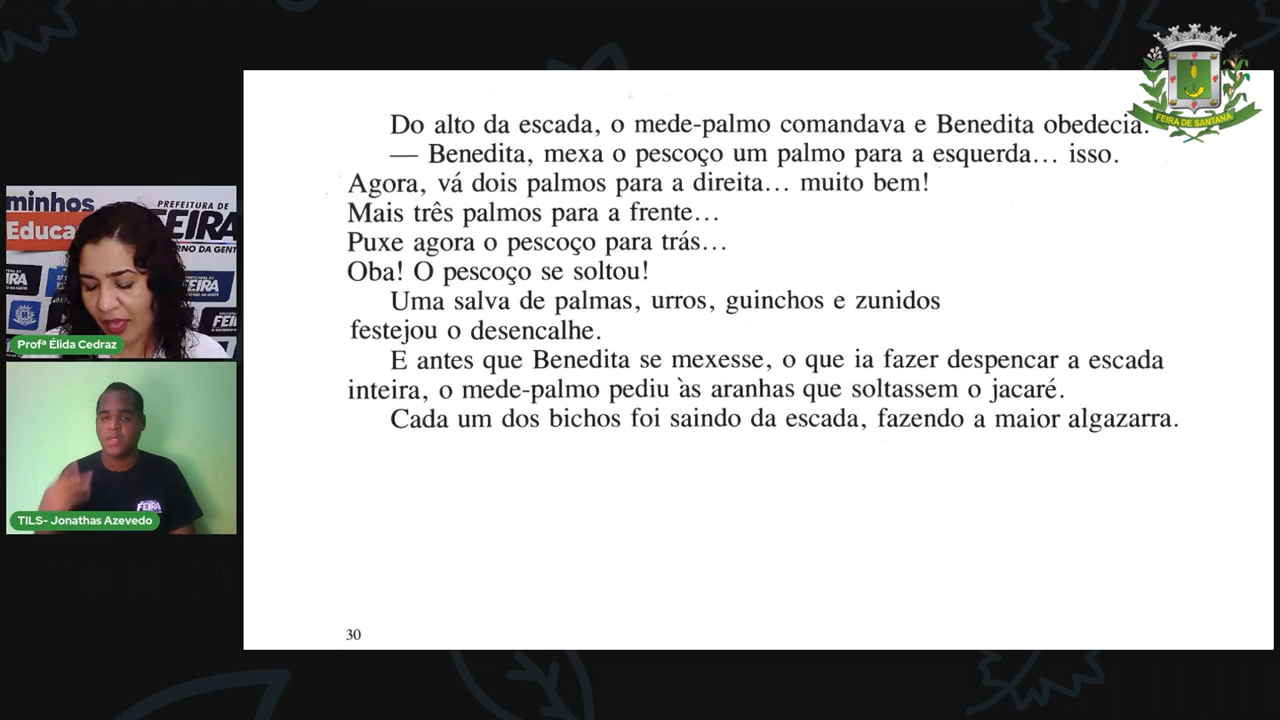 Do alto da escada, o mede-palmo comandava e Benedita obedecia.
— Benedita, mexa o pescoço um palmo para a esquerda... isso.
Agora, vá dois palmos para a direita... muito bem!
Mais três palmos para a frente...
Puxe agora o pescoço para trás...
Oba! O pescoço se soltou!
Uma salva de palmas, urros, guinchos e zunidos
festejou o desencalhe.
E antes que Benedita se mexesse, o que ia fazer despencar a escada
inteira, o mede-palmo pediu às aranhas que soltassem o jacaré.
Cada um dos bichos foi saindo da escada, fazendo a maior algazarra.
30
FEIRA DE SANTANA
minhos
Educa
PREFEITURA DE
FEIRA
RNO DA GENT
Profª Élida Cedraz
FEIRA
TILS- Jonathas Azevedo